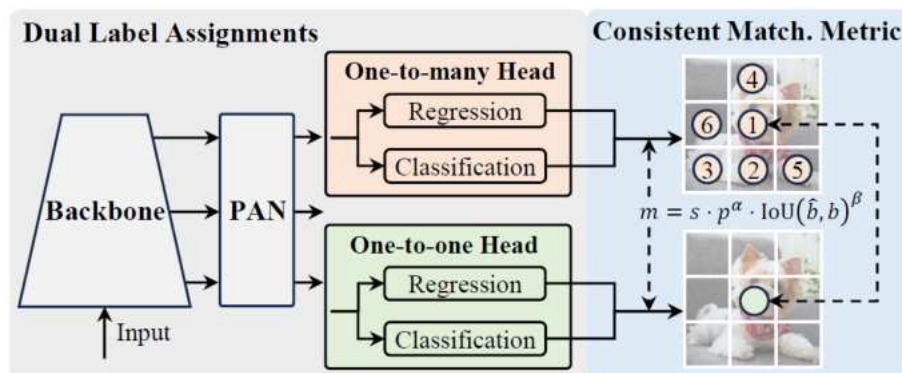 Dual Label Assignments
Consistent Match. Metric
One-to-many Head
Regression
Classification
Backbone
PAN
Input
One-to-one Head
Regression
Classification
4
6 1
3 2 5
m = s · p^α · IoU(b̂, b)^β